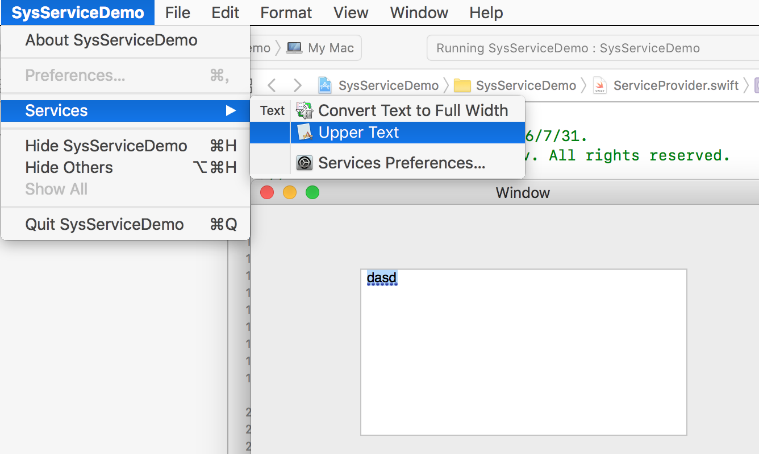 SysServiceDemo File Edit Format View Window Help
About SysServiceDemo
Preferences... ⌘,
Services ▶
Hide SysServiceDemo ⌘H
Hide Others ⌥⌘H
Show All
Quit SysServiceDemo ⌘Q
My Mac
Running SysServiceDemo : SysServiceDemo
SysServiceDemo SysServiceDemo ServiceProvider.swift
Text Convert Text to Full Width
Upper Text
Services Preferences...
6/7/31.
. All rights reserved.
Window
dasd